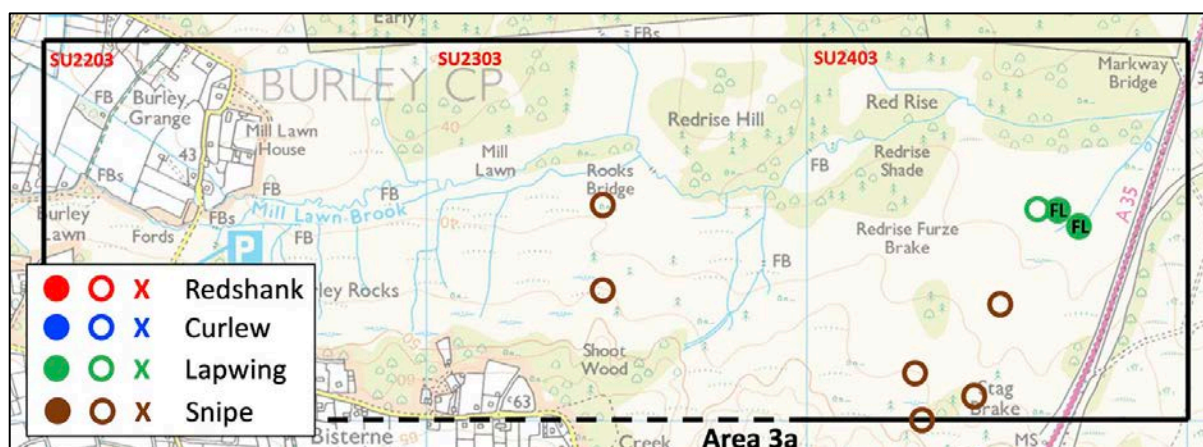 Early
FBs
SU2203
SU2303
SU2403
Markway
Bridge
BURLEY CP
FB
Burley
Grange
Red Rise
Redrise Hill
40
43
Mill Lawn
House
Mill
Lawn
FB
Redrise
Shade
Rooks
Bridge
FBs
FB
FB
Mill Lawn Brook
FBs
Burley
Lawn
Fords
FB
P
FL
FL
A 35
Redrise Furze
Brake
FB
rley Rocks
X Redshank
X Curlew
X Lapwing
X Snipe
Shoot
Wood
63
Stag
Brake
Bisterne
Creek
Area 3a
MS